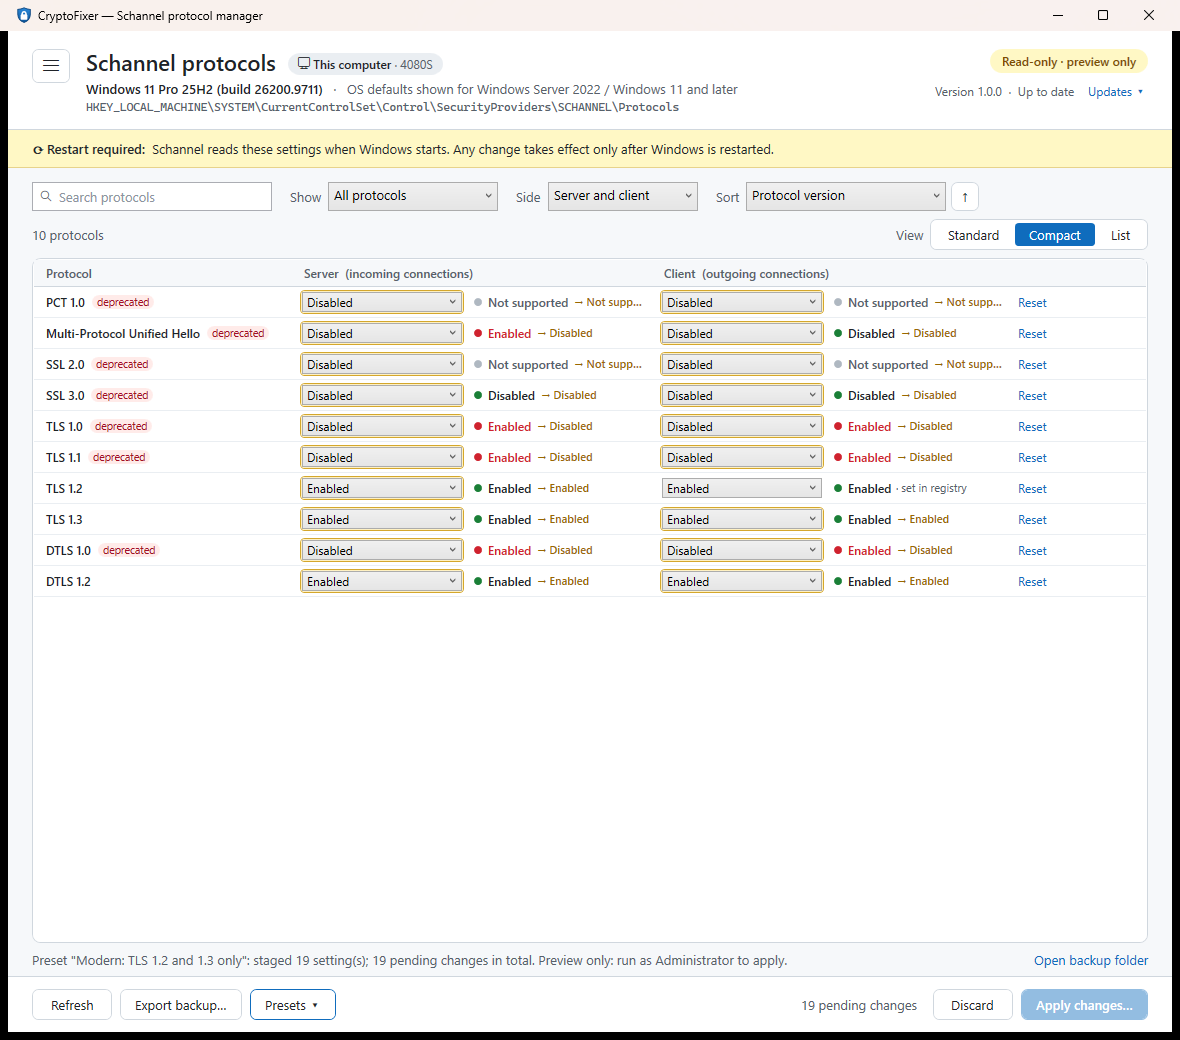 CryptoFixer — Schannel protocol manager
Schannel protocols This computer · 4080S Read-only · preview only
Windows 11 Pro 25H2 (build 26200.9711) · OS defaults shown for Windows Server 2022 / Windows 11 and later Version 1.0.0 · Up to date Updates
HKEY_LOCAL_MACHINE\SYSTEM\CurrentControlSet\Control\SecurityProviders\SCHANNEL\Protocols
Restart required: Schannel reads these settings when Windows starts. Any change takes effect only after Windows is restarted.
Search protocols Show All protocols Side Server and client Sort Protocol version ↑
10 protocols View Standard Compact List
Protocol Server (incoming connections) Client (outgoing connections)
PCT 1.0 deprecated Disabled Not supported → Not supp... Disabled Not supported → Not supp... Reset
Multi-Protocol Unified Hello deprecated Disabled Enabled → Disabled Disabled Disabled → Disabled Reset
SSL 2.0 deprecated Disabled Not supported → Not supp... Disabled Not supported → Not supp... Reset
SSL 3.0 deprecated Disabled Disabled → Disabled Disabled Disabled → Disabled Reset
TLS 1.0 deprecated Disabled Enabled → Disabled Disabled Enabled → Disabled Reset
TLS 1.1 deprecated Disabled Enabled → Disabled Disabled Enabled → Disabled Reset
TLS 1.2 Enabled Enabled → Enabled Enabled Enabled · set in registry Reset
TLS 1.3 Enabled Enabled → Enabled Enabled Enabled → Enabled Reset
DTLS 1.0 deprecated Disabled Enabled → Disabled Disabled Enabled → Disabled Reset
DTLS 1.2 Enabled Enabled → Enabled Enabled Enabled → Enabled Reset
Preset "Modern: TLS 1.2 and 1.3 only": staged 19 setting(s); 19 pending changes in total. Preview only: run as Administrator to apply. Open backup folder
Refresh Export backup... Presets 19 pending changes Discard Apply changes...